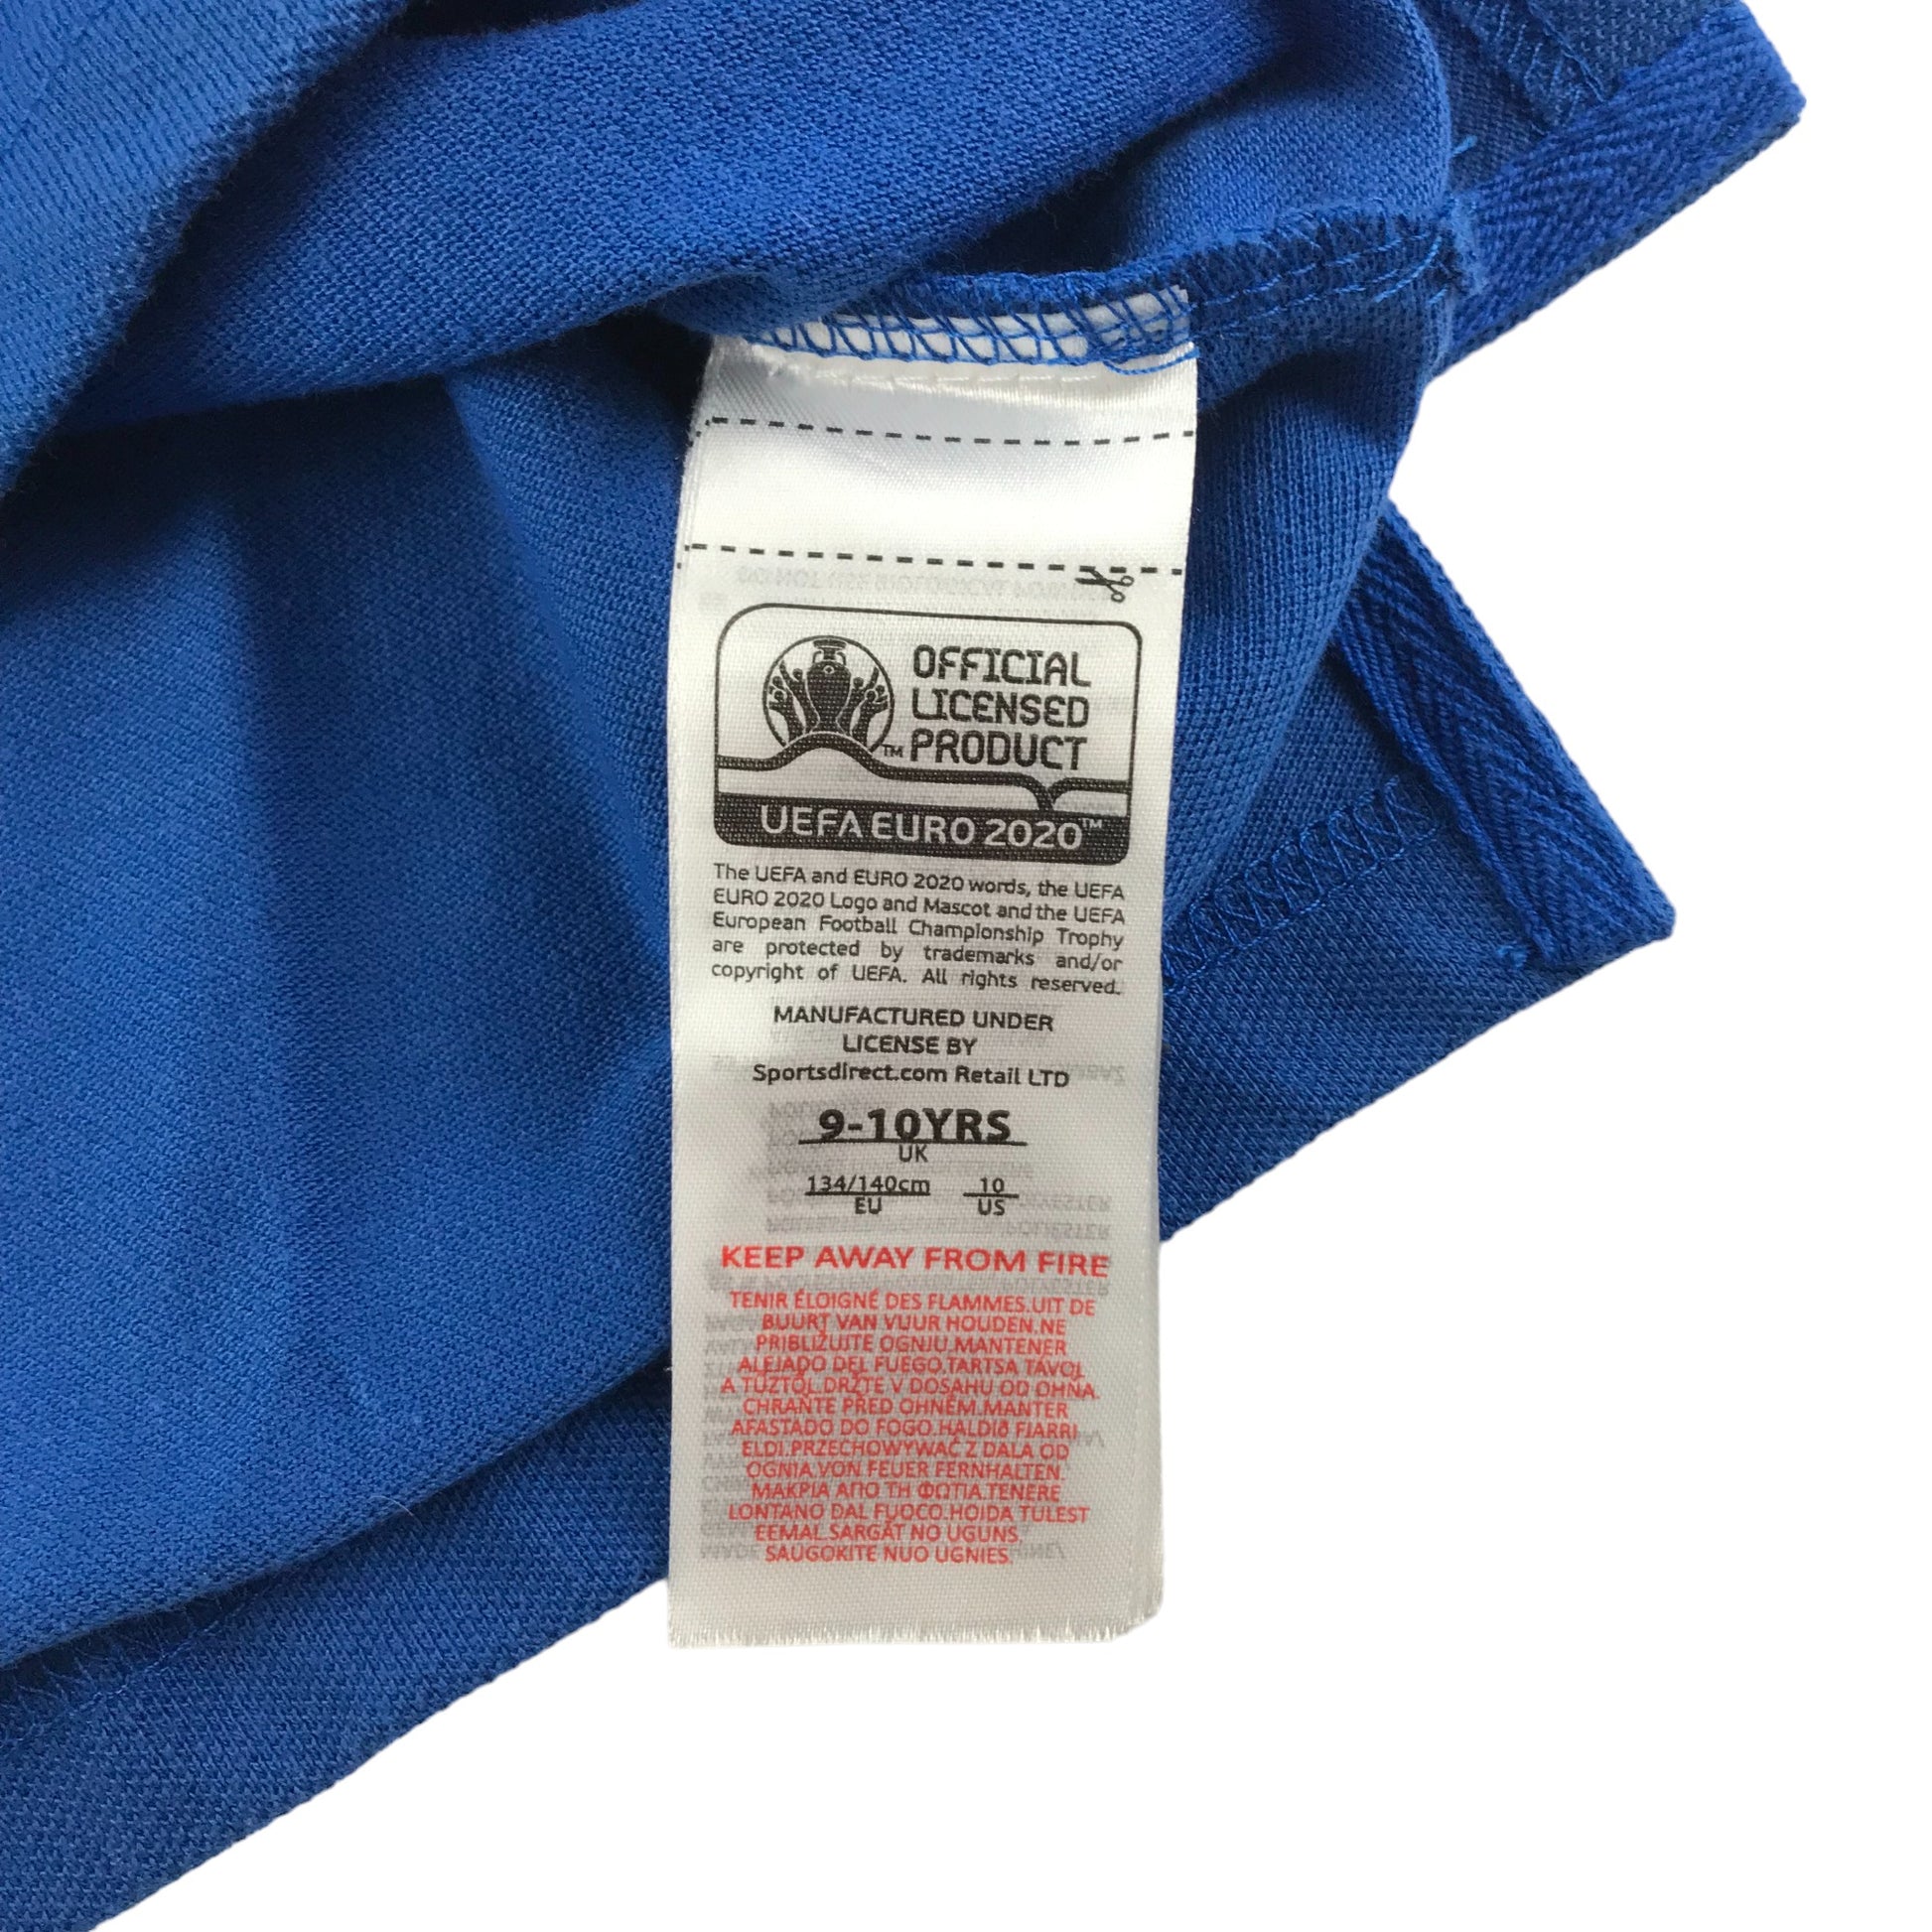 OFFICIAL
LICENSED
PRODUCT
™
UEFA EURO 2020™
The UEFA and EURO 2020 words, the UEFA
EURO 2020 Logo and Mascot and the UEFA
European Football Championship Trophy
are protected by trademarks and/or
copyright of UEFA. All rights reserved.
MANUFACTURED UNDER
LICENSE BY
Sportsdirect.com Retail LTD
9-10YRS
UK
134/140cm 10
EU US
KEEP AWAY FROM FIRE
TENIR ÉLOIGNÉ DES FLAMMES.UIT DE
BUURT VAN VUUR HOUDEN.NE
PRIBLIŽUJTE OGNJU.MANTENER
ALEJADO DEL FUEGO.TARTSA TÁVOL
A TŰZTŐL.DRŽTE V DOSAHU OD OHŇA.
CHRAŇTE PŘED OHNĚM.MANTER
AFASTADO DO FOGO.HALDIÐ FJARRI
ELDI.PRZECHOWYWAĆ Z DALA OD
OGNIA.VON FEUER FERNHALTEN.
ΜΑΚΡΙΑ ΑΠΟ ΤΗ ΦΩΤΙΑ.TENERE
LONTANO DAL FUOCO.HOIDA TULEST
EEMAL.SARGĀT NO UGUNS.
SAUGOKITE NUO UGNIES.